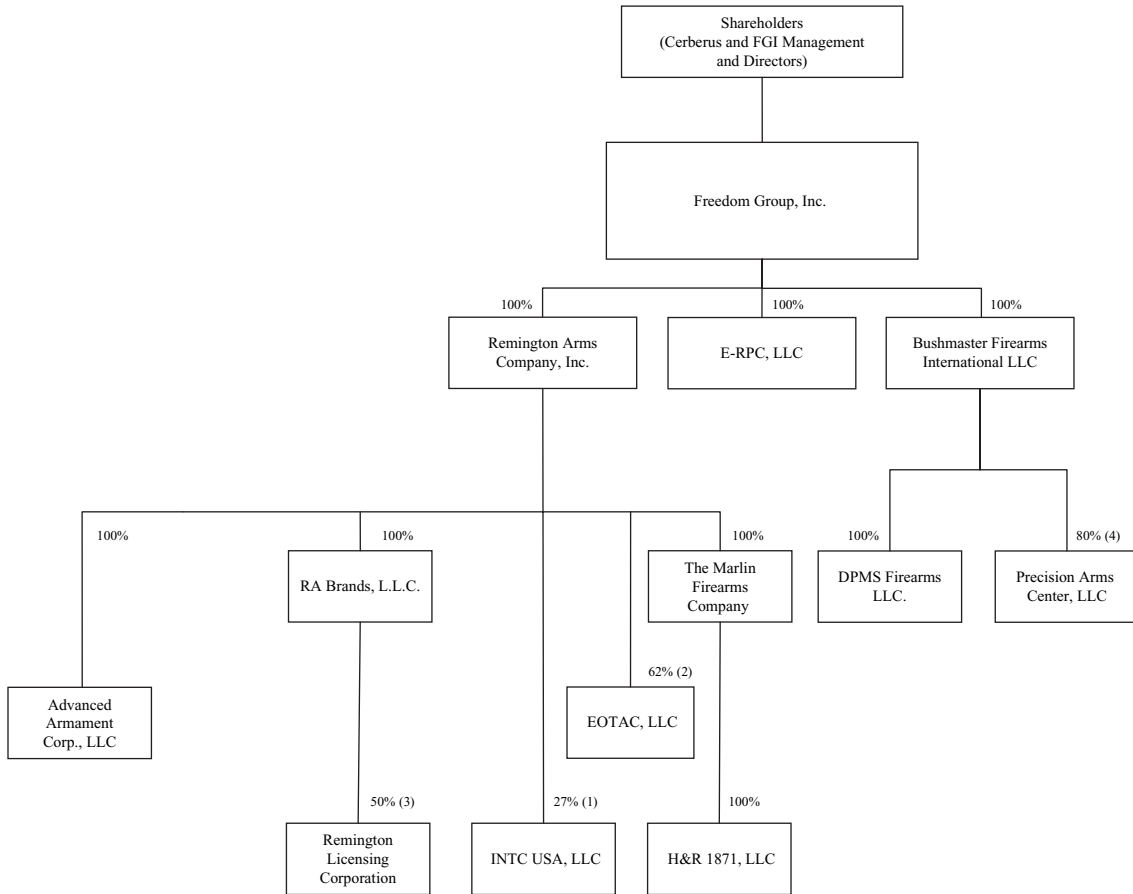 Shareholders
(Cerberus and FGI Management
and Directors)
Freedom Group, Inc.
100%
100%
100%
Remington Arms
Company, Inc.
E-RPC, LLC
Bushmaster Firearms
International LLC
100%
100%
100%
100%
80% (4)
RA Brands, L.L.C.
The Marlin
Firearms
Company
DPMS Firearms
LLC.
Precision Arms
Center, LLC
62% (2)
Advanced
Armament
Corp., LLC
EOTAC, LLC
50% (3)
27% (1)
100%
Remington
Licensing
Corporation
INTC USA, LLC
H&R 1871, LLC